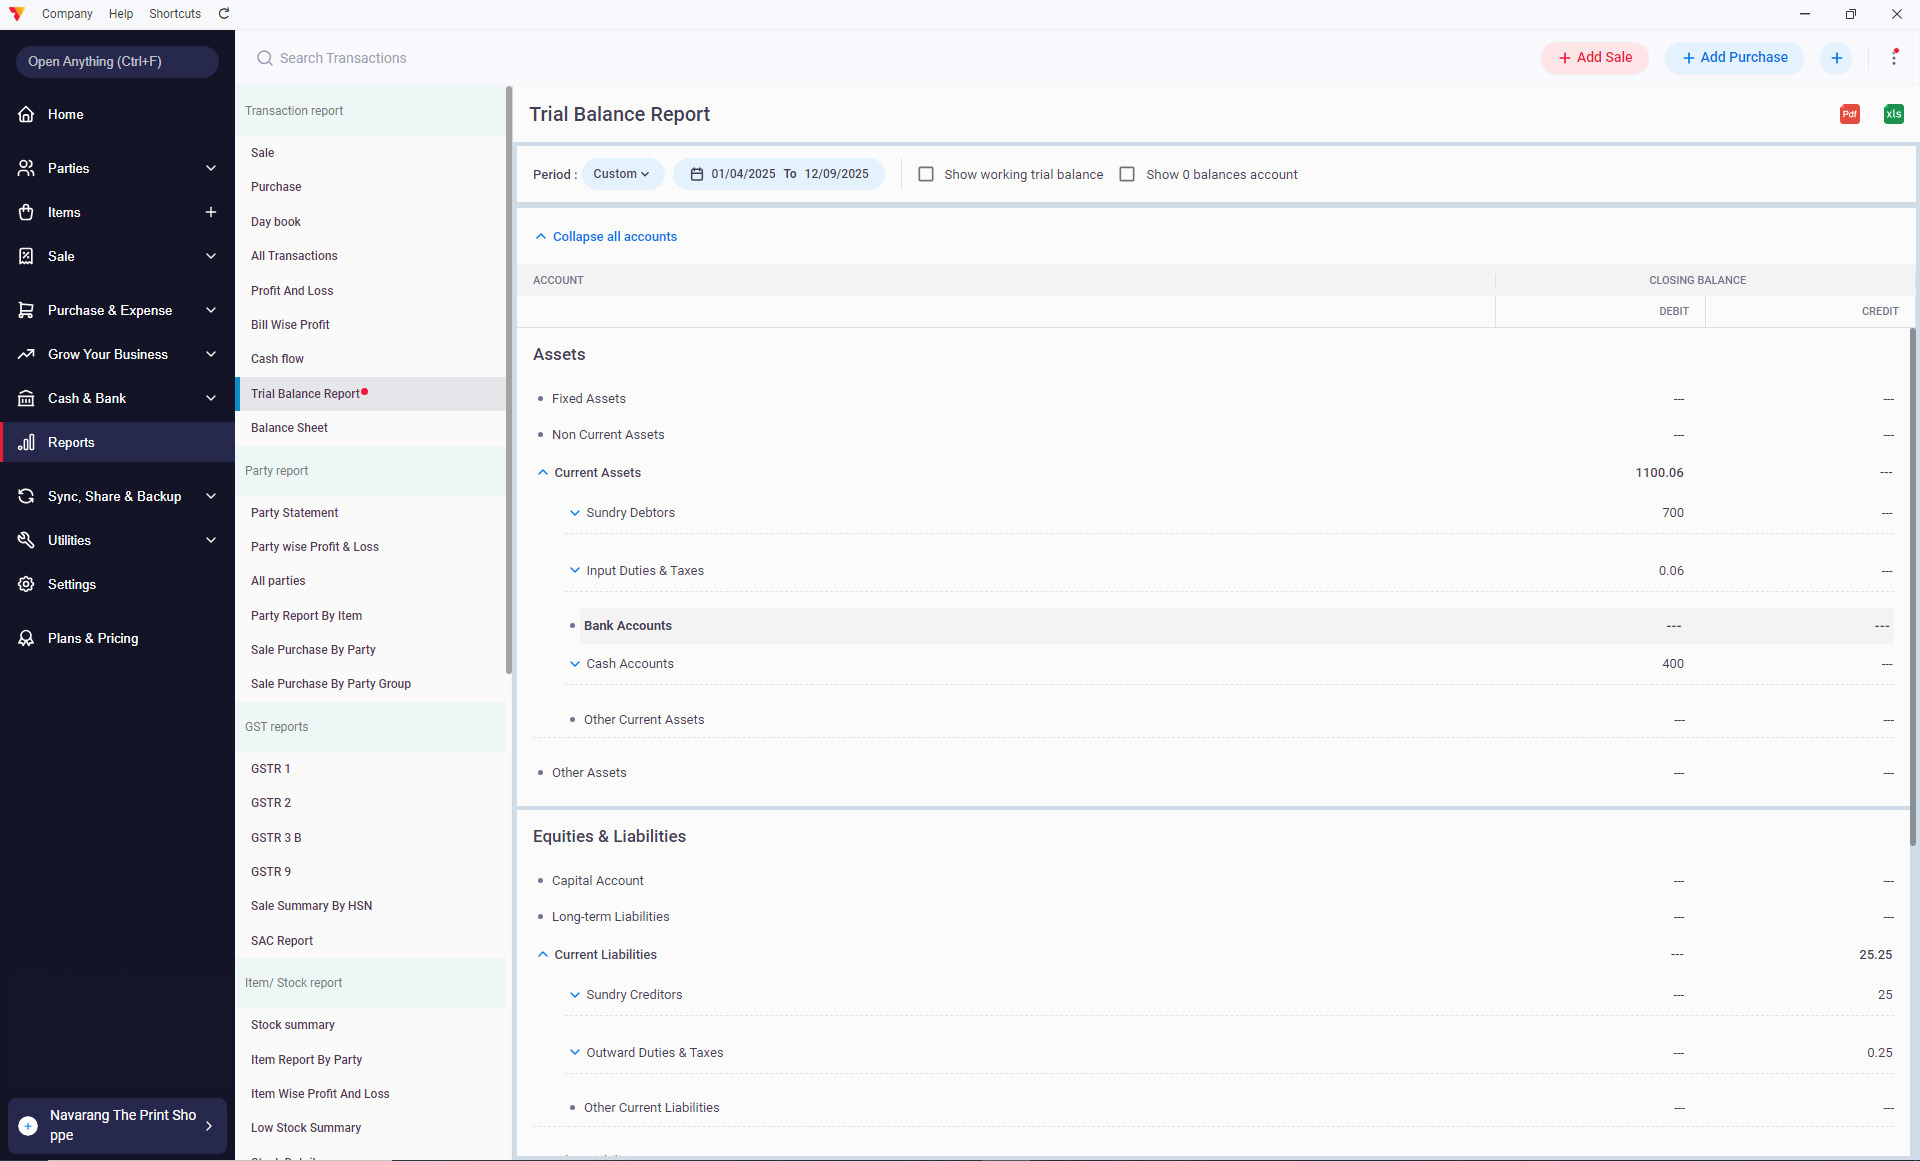 Company Help Shortcuts
Open Anything (Ctrl+F)
Search Transactions
Add Sale
Add Purchase
Home
Parties
Items
Sale
Purchase & Expense
Grow Your Business
Cash & Bank
Reports
Sync, Share & Backup
Utilities
Settings
Plans & Pricing
Navarang The Print Sho
ppe
Transaction report
Sale
Purchase
Day book
All Transactions
Profit And Loss
Bill Wise Profit
Cash flow
Trial Balance Report
Balance Sheet
Party report
Party Statement
Party wise Profit & Loss
All parties
Party Report By Item
Sale Purchase By Party
Sale Purchase By Party Group
GST reports
GSTR 1
GSTR 2
GSTR 3 B
GSTR 9
Sale Summary By HSN
SAC Report
Item/ Stock report
Stock summary
Item Report By Party
Item Wise Profit And Loss
Low Stock Summary
Trial Balance Report
Pdf xls
Period : Custom 01/04/2025 To 12/09/2025 Show working trial balance Show 0 balances account
Collapse all accounts
ACCOUNT CLOSING BALANCE
DEBIT CREDIT
Assets
Fixed Assets --- ---
Non Current Assets --- ---
Current Assets 1100.06 ---
Sundry Debtors 700 ---
Input Duties & Taxes 0.06 ---
Bank Accounts --- ---
Cash Accounts 400 ---
Other Current Assets --- ---
Other Assets --- ---
Equities & Liabilities
Capital Account --- ---
Long-term Liabilities --- ---
Current Liabilities --- 25.25
Sundry Creditors --- 25
Outward Duties & Taxes --- 0.25
Other Current Liabilities --- ---